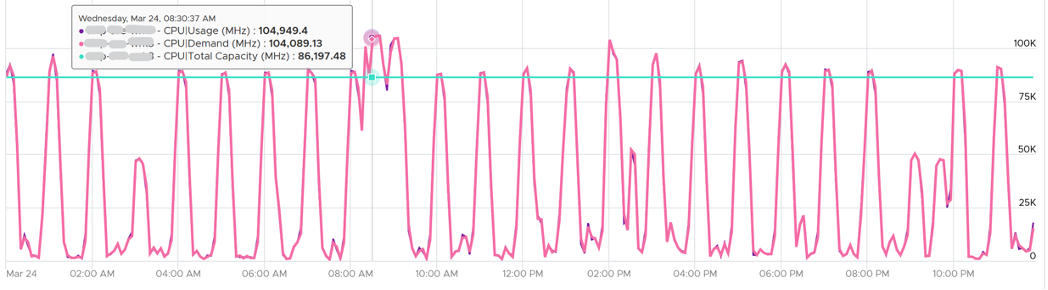 Wednesday, Mar 24, 08:30:37 AM
- CPU|Usage (MHz) : 104,949.4
- CPU|Demand (MHz) : 104,089.13
- CPU|Total Capacity (MHz) : 86,197.48
100K
75K
50K
25K
0
Mar 24 02:00 AM 04:00 AM 06:00 AM 08:00 AM 10:00 AM 12:00 PM 02:00 PM 04:00 PM 06:00 PM 08:00 PM 10:00 PM